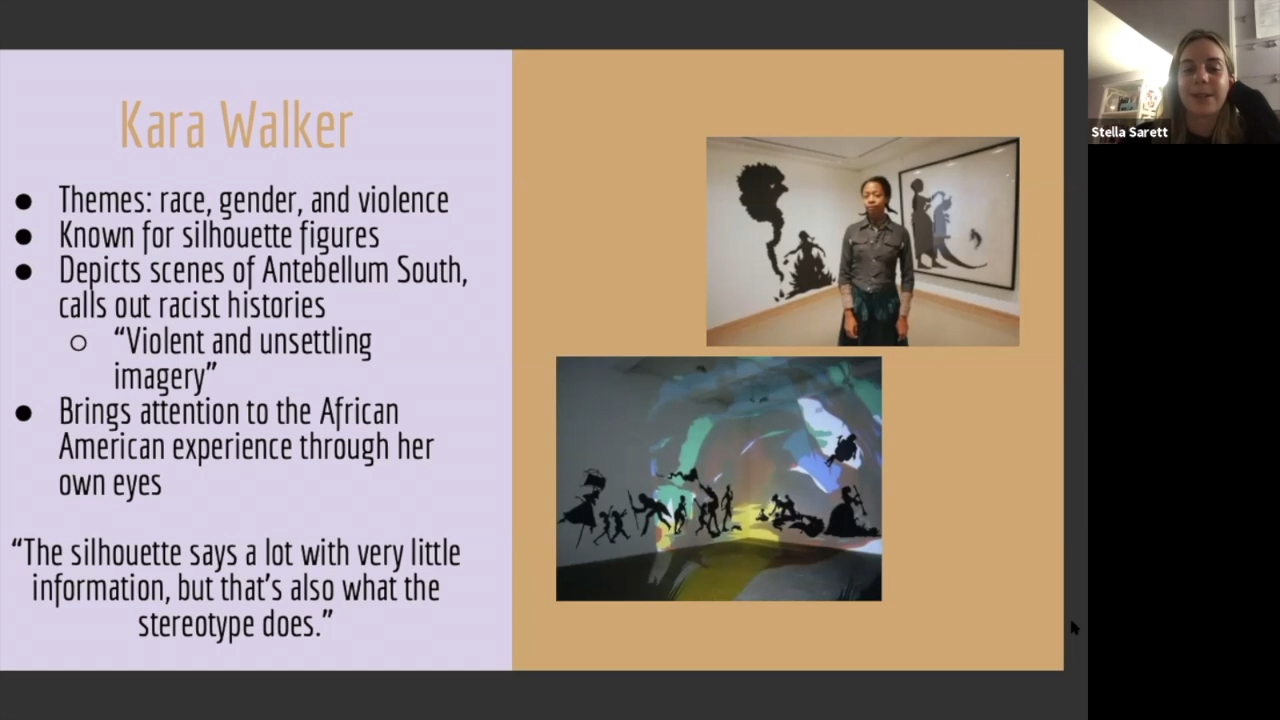 Kara Walker
● Themes: race, gender, and violence
● Known for silhouette figures
● Depicts scenes of Antebellum South,
calls out racist histories
○ “Violent and unsettling
imagery”
● Brings attention to the African
American experience through her
own eyes
“The silhouette says a lot with very little
information, but that’s also what the
stereotype does.”
Stella Sarett